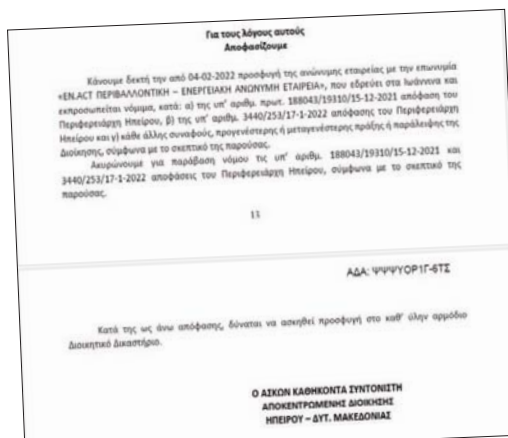 Για τους λόγους αυτούς
Αποφασίζουμε
Κάνουμε δεκτή την από 04-02-2022 προσφυγή της ανώνυμης εταιρείας με την επωνυμία
«EN.ACT ΠΕΡΙΒΑΛΛΟΝΤΙΚΗ – ΕΝΕΡΓΕΙΑΚΗ ΑΝΩΝΥΜΗ ΕΤΑΙΡΕΙΑ», που εδρεύει στα Ιωάννινα και
εκπροσωπείται νόμιμα, κατά: α) της υπ' αριθμ. πρωτ. 188043/19310/15-12-2021 απόφαση του
Περιφερειάρχη Ηπείρου, β) της υπ' αριθμ. 3440/253/17-1-2022 απόφασης του Περιφερειάρχη
Ηπείρου και γ) κάθε άλλης συναφούς, προγενέστερης ή μεταγενέστερης πράξης ή παράλειψης της
Διοίκησης, σύμφωνα με το σκεπτικό της παρούσας.
Ακυρώνουμε για παράβαση νόμου τις υπ' αριθμ. 188043/19310/15-12-2021 και
3440/253/17-1-2022 αποφάσεις του Περιφερειάρχη Ηπείρου, σύμφωνα με το σκεπτικό της
παρούσας.
13
ΑΔΑ: ΨΨΨΥΟΡ1Γ-6ΤΣ
Κατά της ως άνω απόφασης, δύναται να ασκηθεί προσφυγή στο καθ' ύλην αρμόδιο
Διοικητικό Δικαστήριο.
Ο ΑΣΚΩΝ ΚΑΘΗΚΟΝΤΑ ΣΥΝΤΟΝΙΣΤΗ
ΑΠΟΚΕΝΤΡΩΜΕΝΗΣ ΔΙΟΙΚΗΣΗΣ
ΗΠΕΙΡΟΥ – ΔΥΤ. ΜΑΚΕΔΟΝΙΑΣ